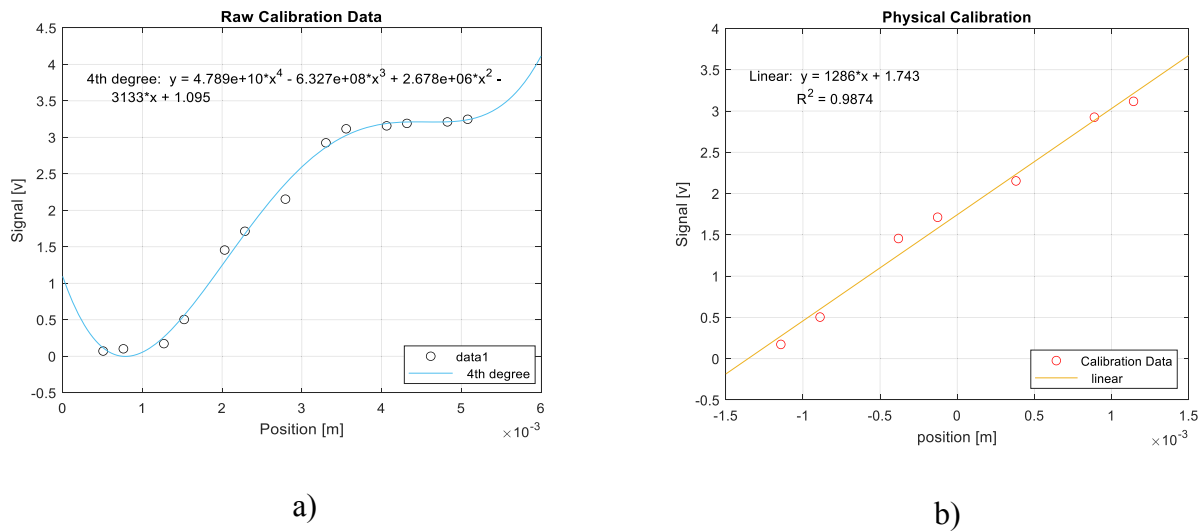 Raw Calibration Data
4th degree: y = 4.789e+10*x^4 - 6.327e+08*x^3 + 2.678e+06*x^2 -
3133*x + 1.095
4.5
4
3.5
3
2.5
2
1.5
1
0.5
0
-0.5
Signal [v]
data1
4th degree
0 1 2 3 4 5 6
Position [m]
×10^-3
a)
Physical Calibration
Linear: y = 1286*x + 1.743
R^2 = 0.9874
4
3.5
3
2.5
2
1.5
1
0.5
0
-0.5
Signal [v]
Calibration Data
linear
-1.5 -1 -0.5 0 0.5 1 1.5
position [m]
×10^-3
b)